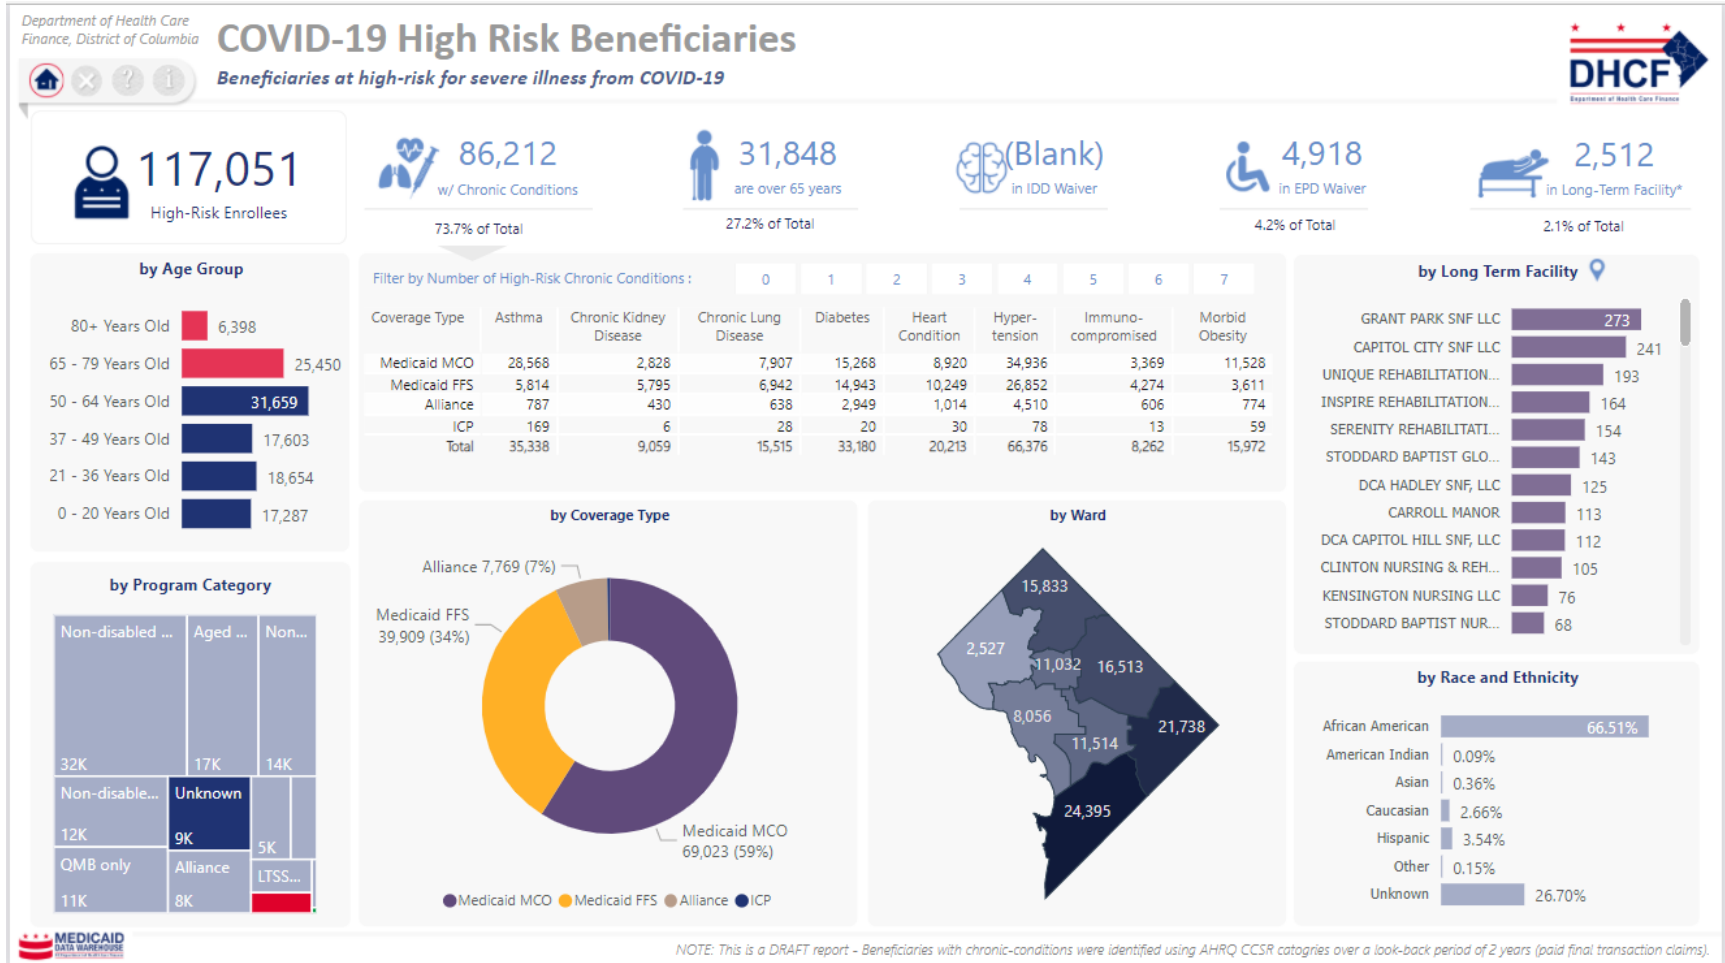 Department of Health Care
Finance, District of Columbia
COVID-19 High Risk Beneficiaries
Beneficiaries at high-risk for severe illness from COVID-19
DHCF
Department of Health Care Finance
117,051
High-Risk Enrollees
86,212
w/ Chronic Conditions
73.7% of Total
31,848
are over 65 years
27.2% of Total
(Blank)
in IDD Waiver
4,918
in EPD Waiver
4.2% of Total
2,512
in Long-Term Facility*
2.1% of Total
by Age Group
80+ Years Old 6,398
65 - 79 Years Old 25,450
50 - 64 Years Old 31,659
37 - 49 Years Old 17,603
21 - 36 Years Old 18,654
0 - 20 Years Old 17,287
Filter by Number of High-Risk Chronic Conditions : 0 1 2 3 4 5 6 7
Coverage Type Asthma Chronic Kidney Disease Chronic Lung Disease Diabetes Heart Condition Hyper-tension Immuno-compromised Morbid Obesity
Medicaid MCO 28,568 2,828 7,907 15,268 8,920 34,936 3,369 11,528
Medicaid FFS 5,814 5,795 6,942 14,943 10,249 26,852 4,274 3,611
Alliance 787 430 638 2,949 1,014 4,510 606 774
ICP 169 6 28 20 30 78 13 59
Total 35,338 9,059 15,515 33,180 20,213 66,376 8,262 15,972
by Long Term Facility
GRANT PARK SNF LLC 273
CAPITOL CITY SNF LLC 241
UNIQUE REHABILITATION... 193
INSPIRE REHABILITATION... 164
SERENITY REHABILITATI... 154
STODDARD BAPTIST GLO... 143
DCA HADLEY SNF, LLC 125
CARROLL MANOR 113
DCA CAPITOL HILL SNF, LLC 112
CLINTON NURSING & REH... 105
KENSINGTON NURSING LLC 76
STODDARD BAPTIST NUR... 68
by Program Category
Non-disabled ... 32K
Aged ... 17K
Non... 14K
Non-disable... 12K
Unknown 9K
5K
QMB only 11K
Alliance 8K
LTSS...
by Coverage Type
Alliance 7,769 (7%)
Medicaid FFS
39,909 (34%)
Medicaid MCO
69,023 (59%)
Medicaid MCO Medicaid FFS Alliance ICP
by Ward
15,833
2,527
11,032
16,513
8,056
21,738
11,514
24,395
by Race and Ethnicity
African American 66.51%
American Indian 0.09%
Asian 0.36%
Caucasian 2.66%
Hispanic 3.54%
Other 0.15%
Unknown 26.70%
MEDICAID
DATA WAREHOUSE
NOTE: This is a DRAFT report - Beneficiaries with chronic-conditions were identified using AHRQ CCSR catogries over a look-back period of 2 years (paid final transaction claims).